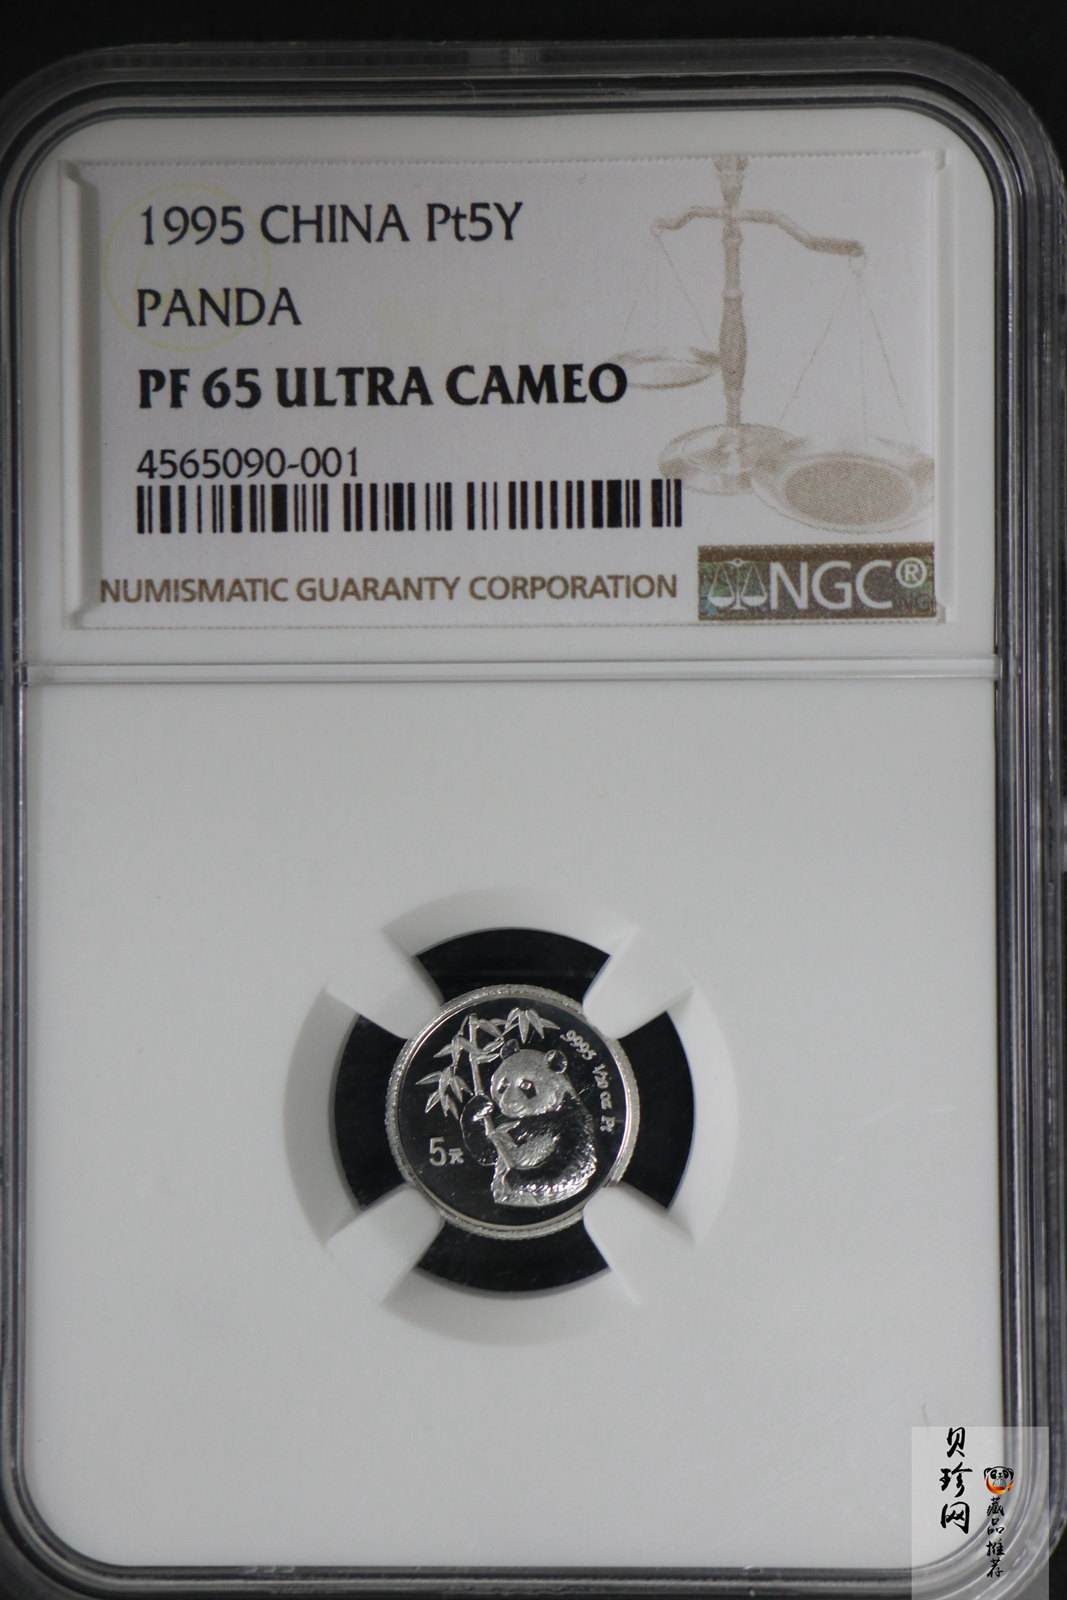 1995 CHINA Pt5Y
PANDA
PF 65 ULTRA CAMEO
4565090-001
NUMISMATIC GUARANTY CORPORATION
NGC®
.9995 1/20 oz Pt
5元
贝珍网
藏品推荐